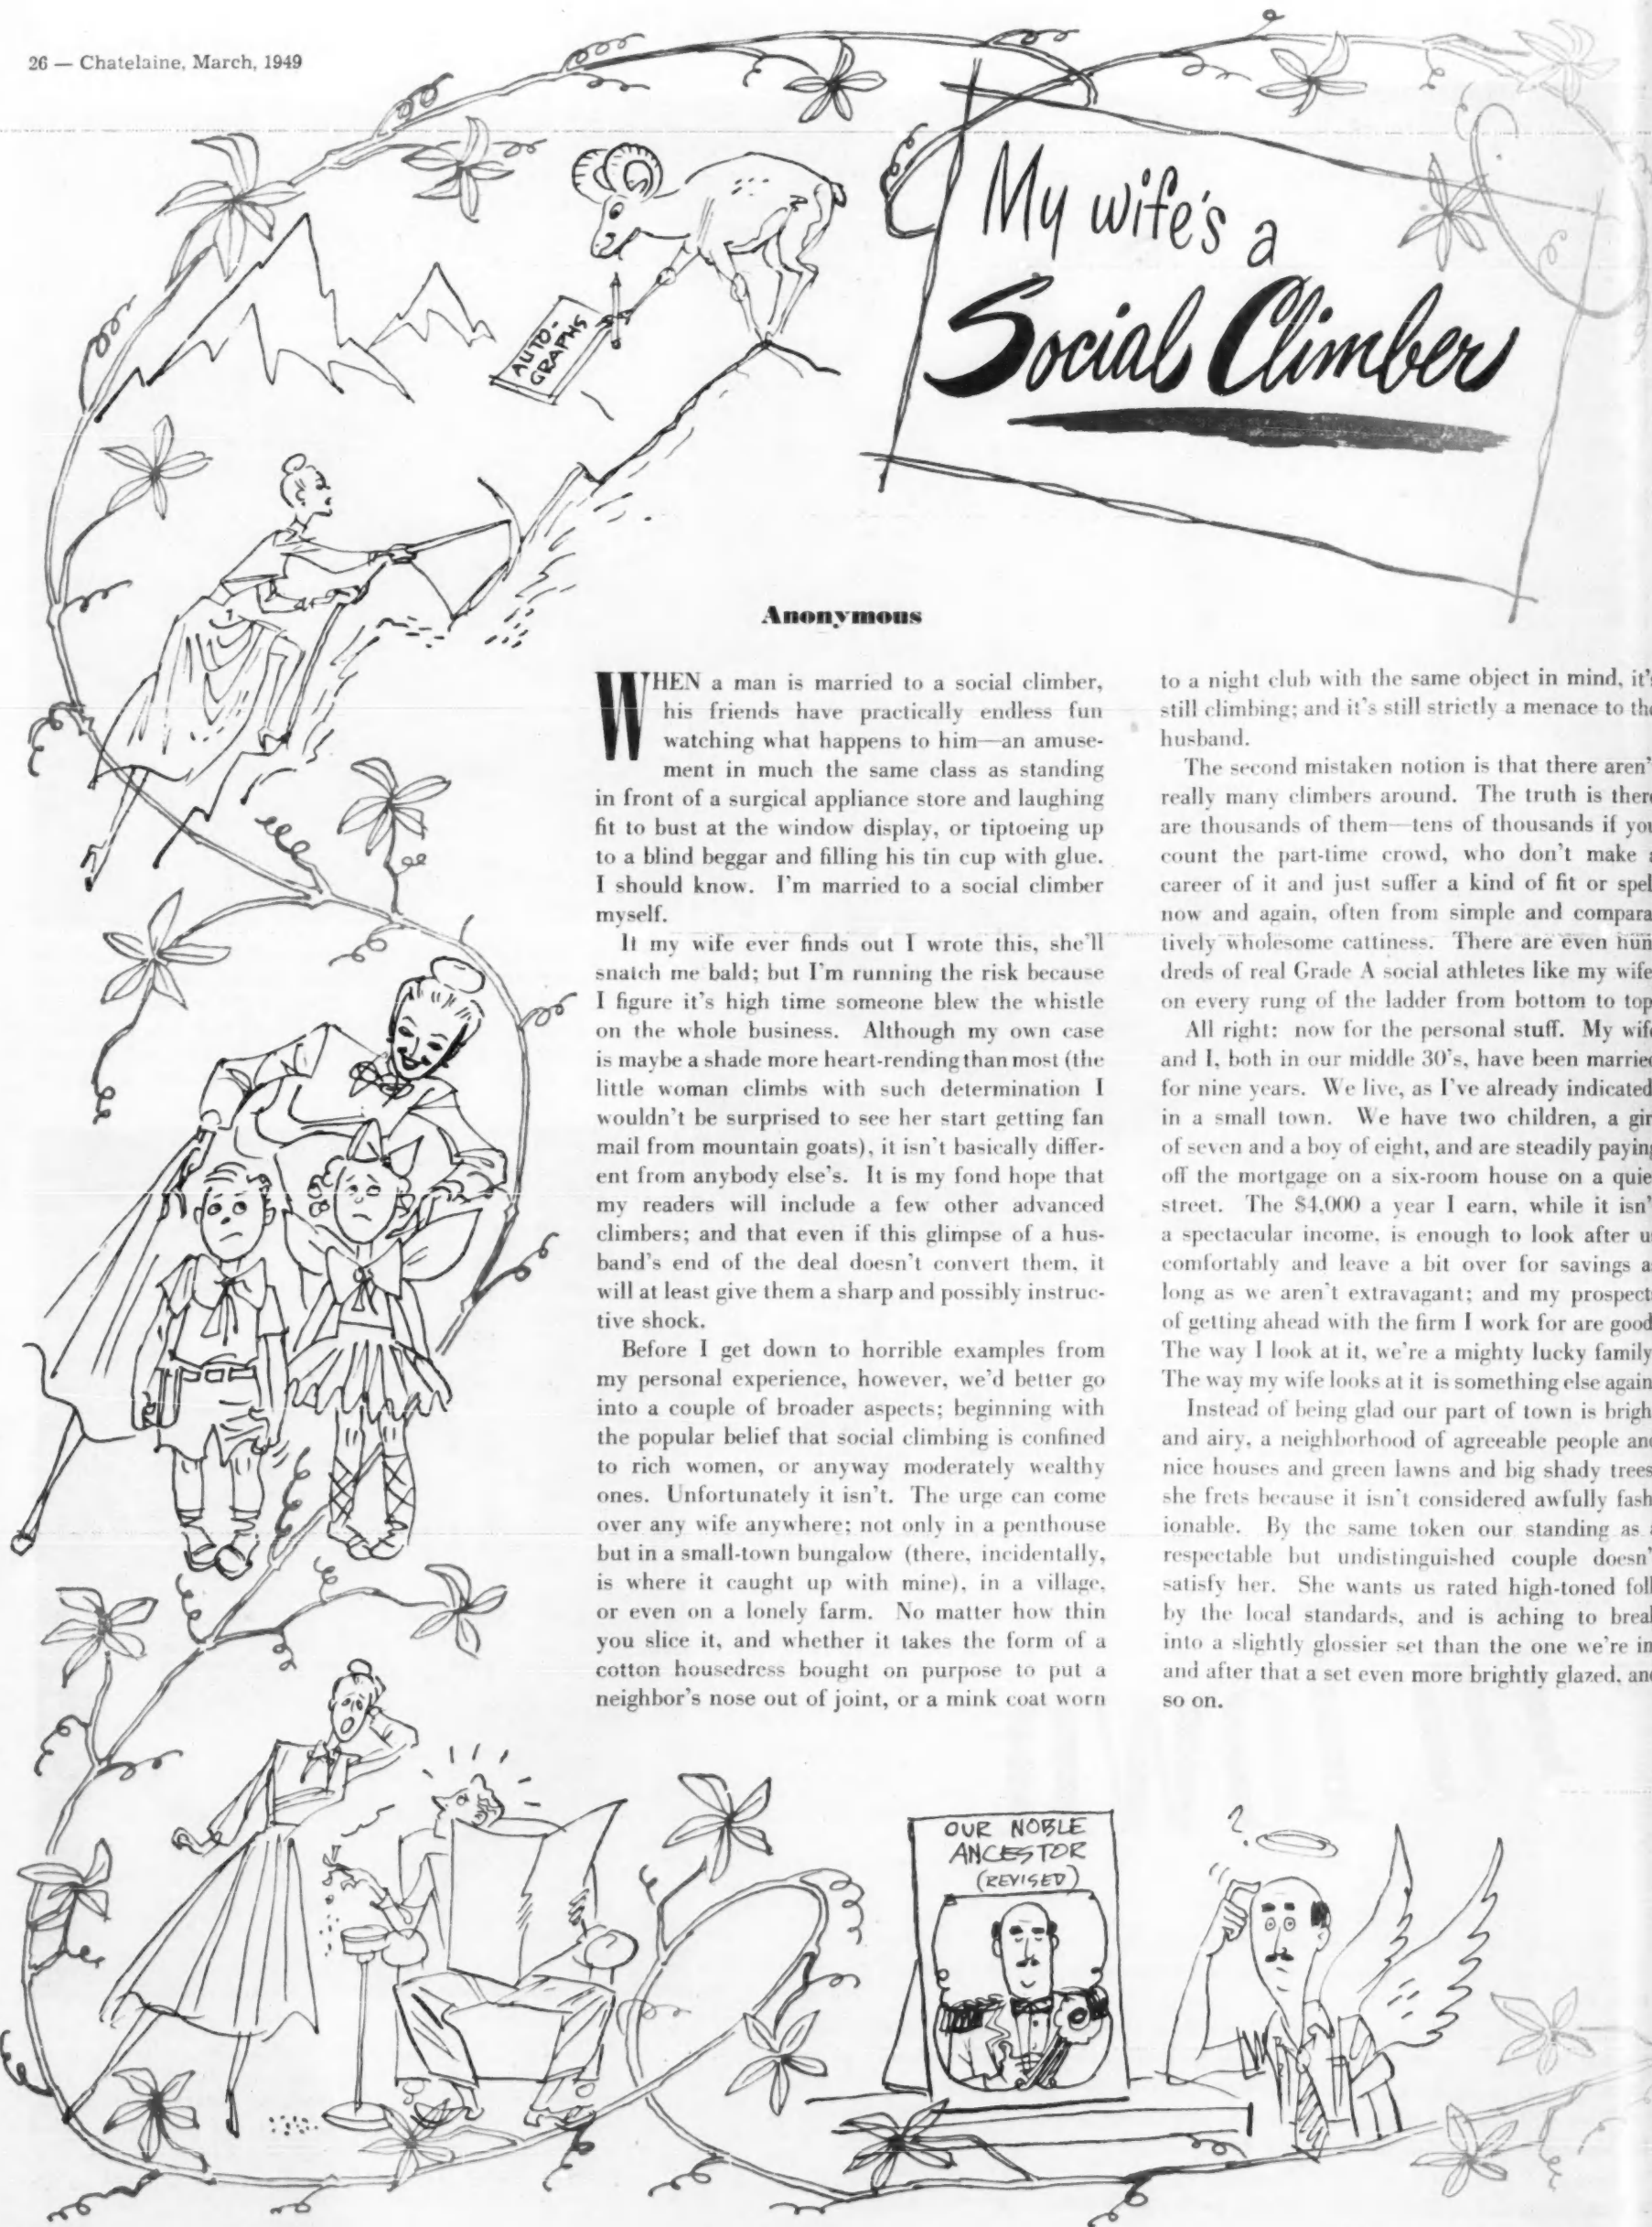 26 — Chatelaine, March, 1949
AUTO-
GRAPHS
My wife's a
Social Climber
Anonymous
WHEN a man is married to a social climber,
his friends have practically endless fun
watching what happens to him—an amuse-
ment in much the same class as standing
in front of a surgical appliance store and laughing
fit to bust at the window display, or tiptoeing up
to a blind beggar and filling his tin cup with glue.
I should know. I'm married to a social climber
myself.
It my wife ever finds out I wrote this, she'll
snatch me bald; but I'm running the risk because
I figure it's high time someone blew the whistle
on the whole business. Although my own case
is maybe a shade more heart-rending than most (the
little woman climbs with such determination I
wouldn't be surprised to see her start getting fan
mail from mountain goats), it isn't basically differ-
ent from anybody else's. It is my fond hope that
my readers will include a few other advanced
climbers; and that even if this glimpse of a hus-
band's end of the deal doesn't convert them, it
will at least give them a sharp and possibly instruc-
tive shock.
Before I get down to horrible examples from
my personal experience, however, we'd better go
into a couple of broader aspects; beginning with
the popular belief that social climbing is confined
to rich women, or anyway moderately wealthy
ones. Unfortunately it isn't. The urge can come
over any wife anywhere; not only in a penthouse
but in a small-town bungalow (there, incidentally,
is where it caught up with mine), in a village,
or even on a lonely farm. No matter how thin
you slice it, and whether it takes the form of a
cotton housedress bought on purpose to put a
neighbor's nose out of joint, or a mink coat worn
to a night club with the same object in mind, it's
still climbing; and it's still strictly a menace to the
husband.
The second mistaken notion is that there aren'
really many climbers around. The truth is ther
are thousands of them—tens of thousands if you
count the part-time crowd, who don't make
career of it and just suffer a kind of fit or spel
now and again, often from simple and compara
tively wholesome cattiness. There are even hun
dreds of real Grade A social athletes like my wife
on every rung of the ladder from bottom to top
All right: now for the personal stuff. My wife
and I, both in our middle 30's, have been married
for nine years. We live, as I've already indicated
in a small town. We have two children, a gir
of seven and a boy of eight, and are steadily paying
off the mortgage on a six-room house on a quie
street. The $4,000 a year I earn, while it isn'
a spectacular income, is enough to look after u
comfortably and leave a bit over for savings a
long as we aren't extravagant; and my prospect
of getting ahead with the firm I work for are good
The way I look at it, we're a mighty lucky family
The way my wife looks at it is something else again
Instead of being glad our part of town is brigh
and airy, a neighborhood of agreeable people and
nice houses and green lawns and big shady trees
she frets because it isn't considered awfully fash
ionable. By the same token our standing as
respectable but undistinguished couple doesn'
satisfy her. She wants us rated high-toned fol
by the local standards, and is aching to brea
into a slightly glossier set than the one we're in
and after that a set even more brightly glazed, and
so on.
OUR NOBLE
ANCESTOR
(REVISED)
?